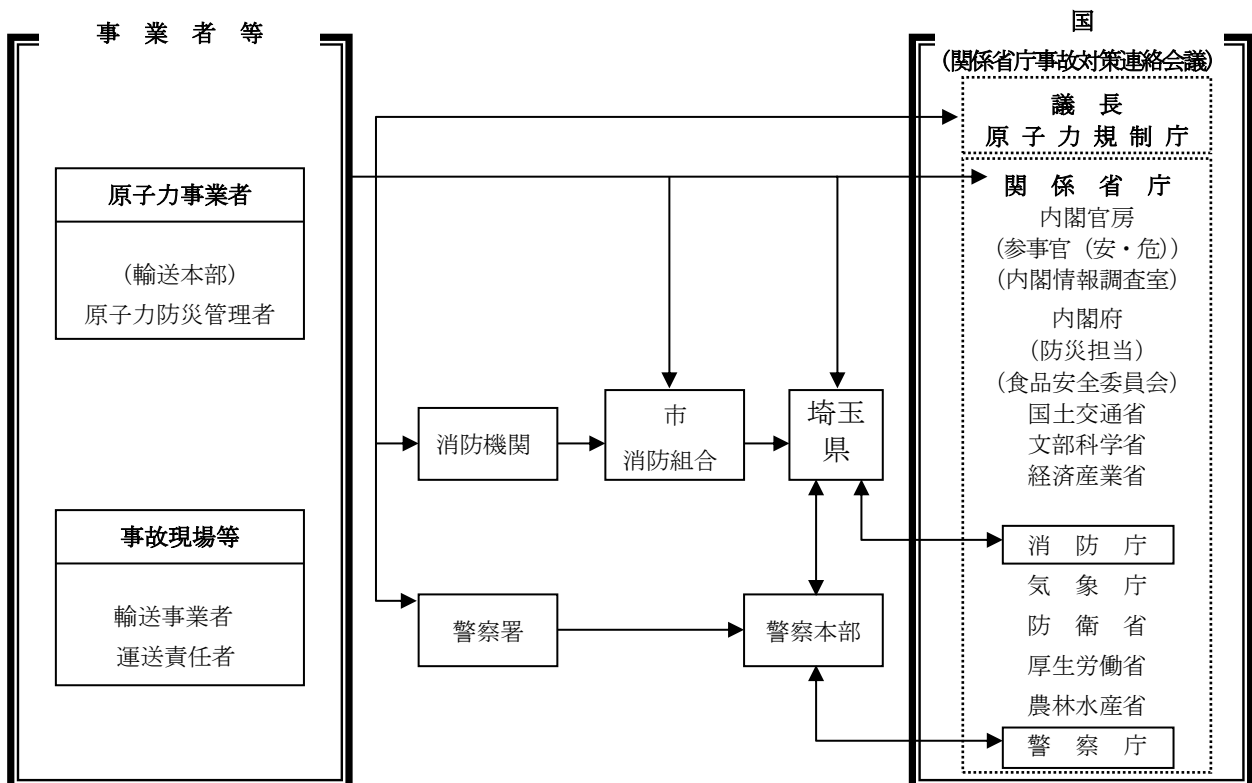 事 業 者 等
原子力事業者
（輸送本部）
原子力防災管理者
事故現場等
輸送事業者
運送責任者
消防機関
市
消防組合
埼玉
県
警察署
警察本部
国
（関係省庁事故対策連絡会議）
議 長
原 子 力 規 制 庁
関 係 省 庁
内閣官房
（参事官（安・危））
（内閣情報調査室）
内閣府
（防災担当）
（食品安全委員会）
国土交通省
文部科学省
経済産業省
消 防 庁
気 象 庁
防 衛 省
厚生労働省
農林水産省
警 察 庁